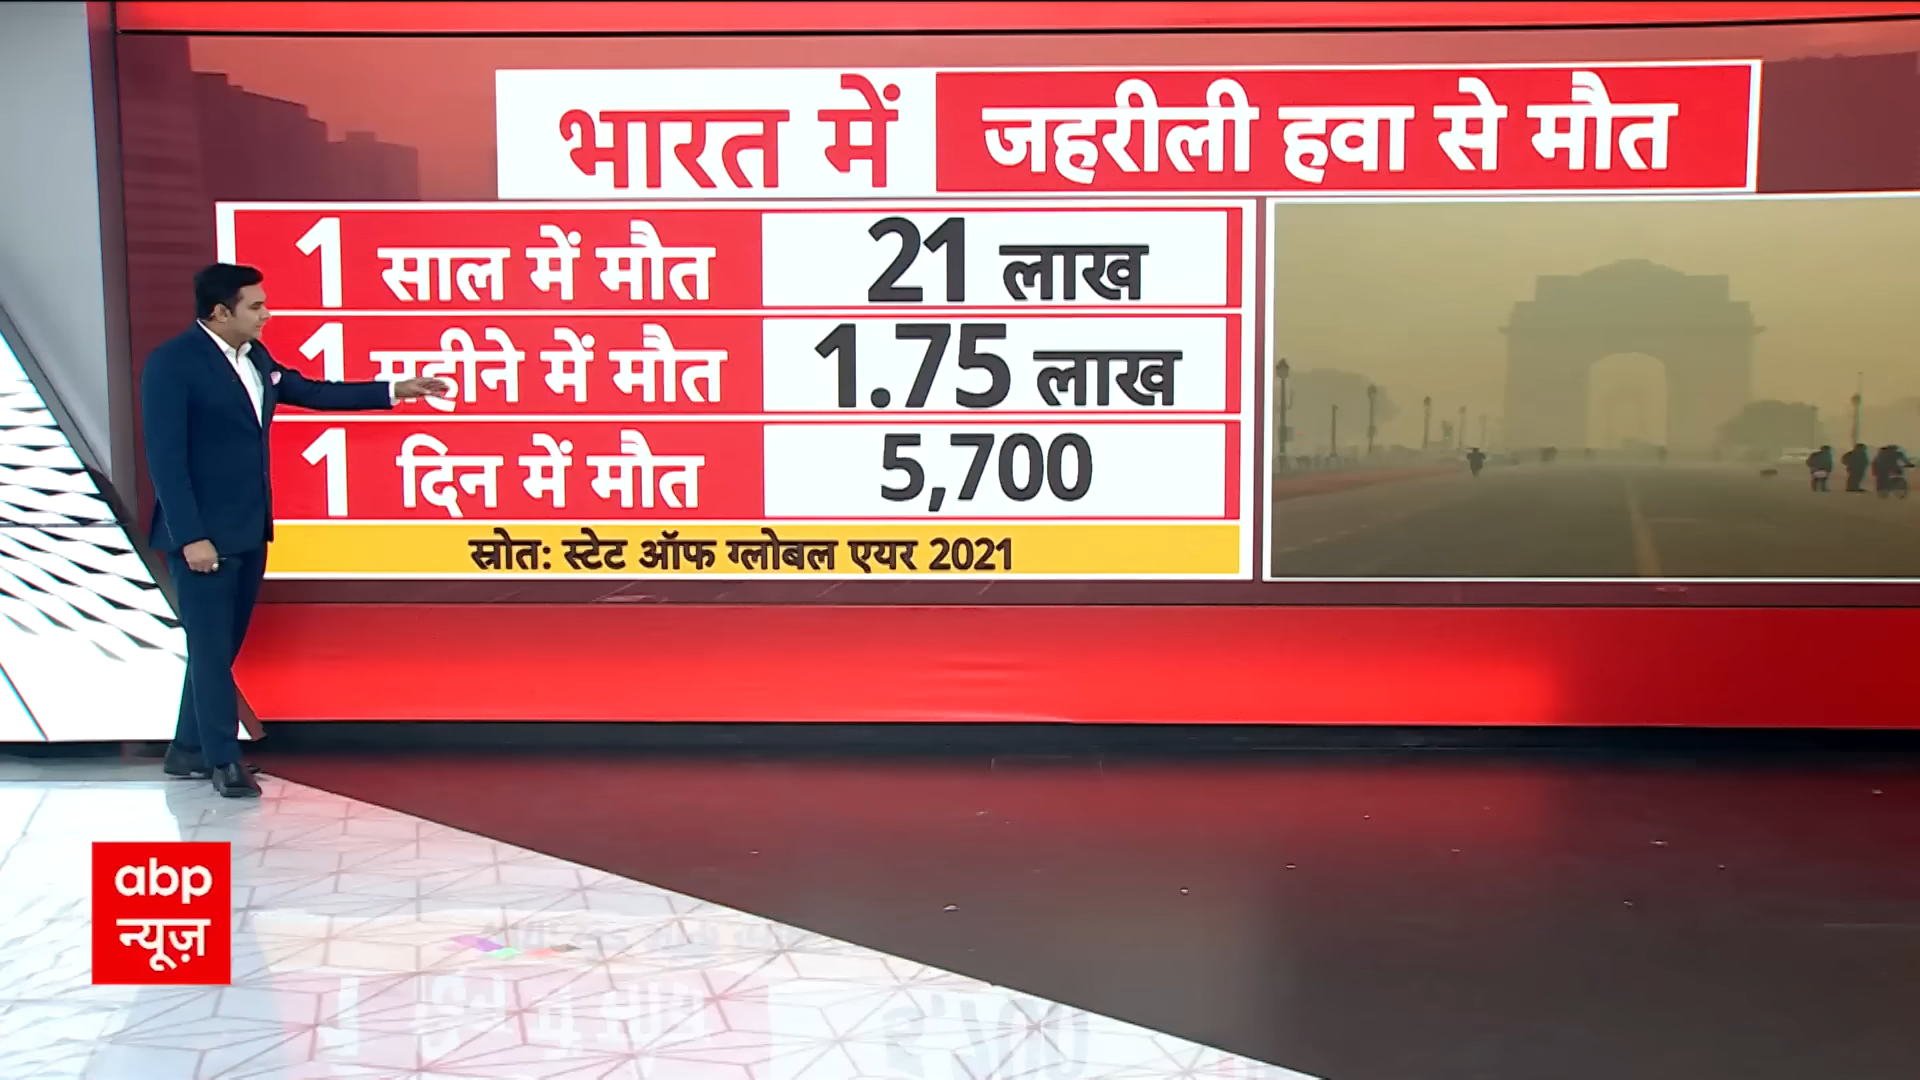 भारत में जहरीली हवा से मौत
1 साल में मौत 21 लाख
1 महीने में मौत 1.75 लाख
1 दिन में मौत 5,700
स्रोतः स्टेट ऑफ ग्लोबल एयर 2021
abp
न्यूज़